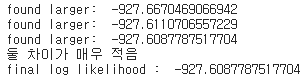 found larger:  -927.6670469066942
found larger:  -927.6110706557229
found larger:  -927.6087787517704
둘 차이가 매우 적음
final log likelihood :  -927.6087787517704